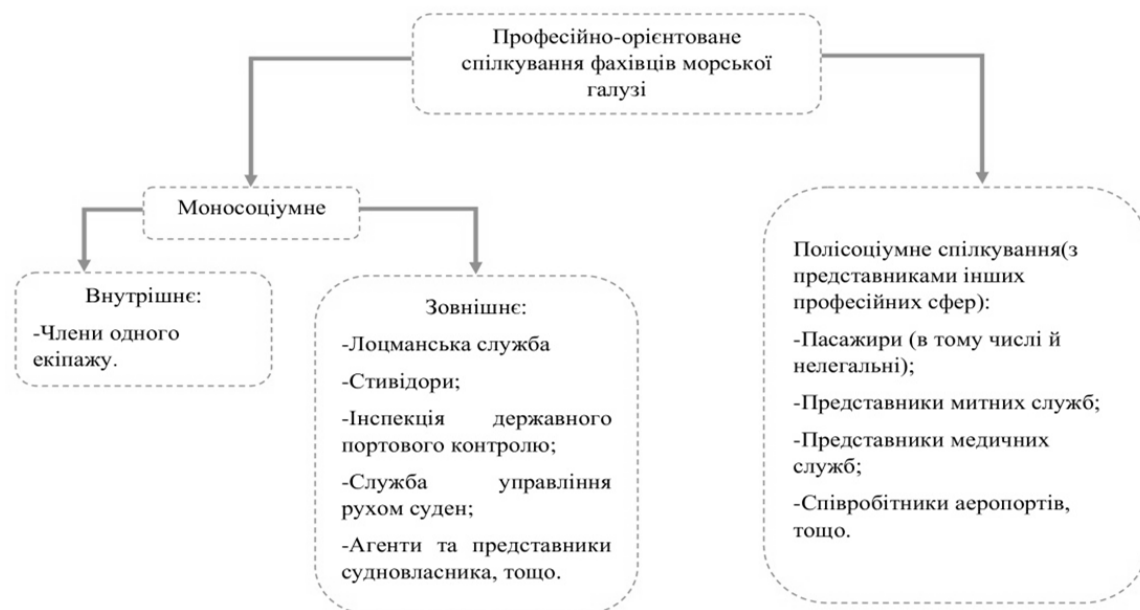 Професійно-орієнтоване
спілкування фахівців морської
галузі
Моносоціумне
Внутрішнє:
-Члени одного
екіпажу.
Зовнішнє:
-Лоцманська служба
-Стивідори;
-Інспекція державного
портового контролю;
-Служба управління
рухом суден;
-Агенти та представники
судновласника, тощо.
Полісоціумне спілкування(з
представниками інших
професійних сфер):
-Пасажири (в тому числі й
нелегальні);
-Представники митних служб;
-Представники медичних
служб;
-Співробітники аеропортів,
тощо.